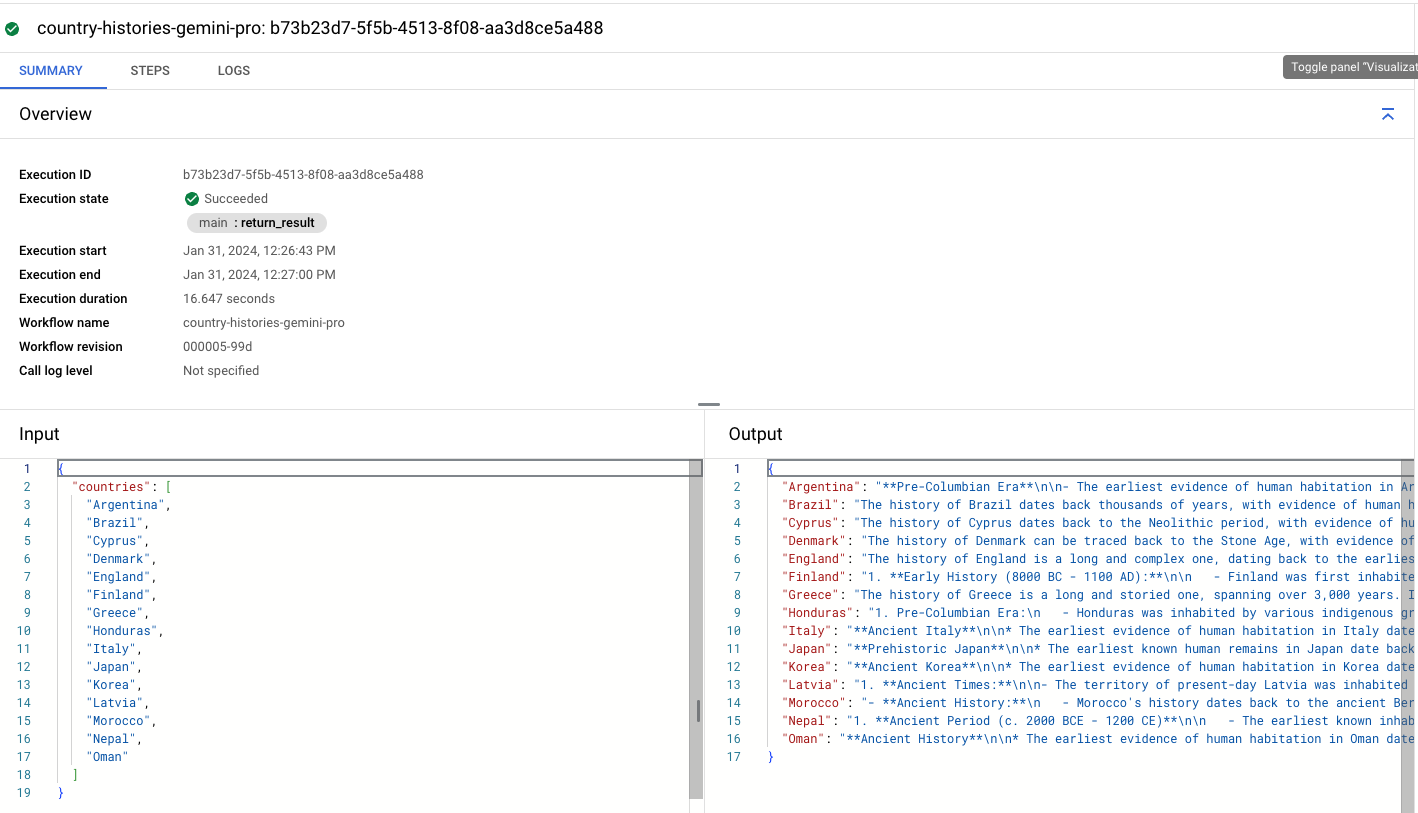 country-histories-gemini-pro: b73b23d7-5f5b-4513-8f08-aa3d8ce5a488
SUMMARY STEPS LOGS
Toggle panel “Visualizat
Overview
Execution ID b73b23d7-5f5b-4513-8f08-aa3d8ce5a488
Execution state Succeeded
main : return_result
Execution start Jan 31, 2024, 12:26:43 PM
Execution end Jan 31, 2024, 12:27:00 PM
Execution duration 16.647 seconds
Workflow name country-histories-gemini-pro
Workflow revision 000005-99d
Call log level Not specified
Input
1 {
2 "countries": [
3 "Argentina",
4 "Brazil",
5 "Cyprus",
6 "Denmark",
7 "England",
8 "Finland",
9 "Greece",
10 "Honduras",
11 "Italy",
12 "Japan",
13 "Korea",
14 "Latvia",
15 "Morocco",
16 "Nepal",
17 "Oman"
18 ]
19 }
Output
1 {
2 "Argentina": "**Pre-Columbian Era**\n\n- The earliest evidence of human habitation in Ar
3 "Brazil": "The history of Brazil dates back thousands of years, with evidence of human h
4 "Cyprus": "The history of Cyprus dates back to the Neolithic period, with evidence of hu
5 "Denmark": "The history of Denmark can be traced back to the Stone Age, with evidence of
6 "England": "The history of England is a long and complex one, dating back to the earlies
7 "Finland": "1. **Early History (8000 BC - 1100 AD):**\n\n   - Finland was first inhabite
8 "Greece": "The history of Greece is a long and storied one, spanning over 3,000 years. I
9 "Honduras": "1. Pre-Columbian Era:\n   - Honduras was inhabited by various indigenous gr
10 "Italy": "**Ancient Italy**\n\n* The earliest evidence of human habitation in Italy date
11 "Japan": "**Prehistoric Japan**\n\n* The earliest known human remains in Japan date back
12 "Korea": "**Ancient Korea**\n\n* The earliest evidence of human habitation in Korea date
13 "Latvia": "1. **Ancient Times:**\n\n- The territory of present-day Latvia was inhabited
14 "Morocco": "- **Ancient History:**\n   - Morocco's history dates back to the ancient Ber
15 "Nepal": "1. **Ancient Period (c. 2000 BCE - 1200 CE)**\n\n   - The earliest known inhab
16 "Oman": "**Ancient History**\n\n* The earliest evidence of human habitation in Oman date
17 }